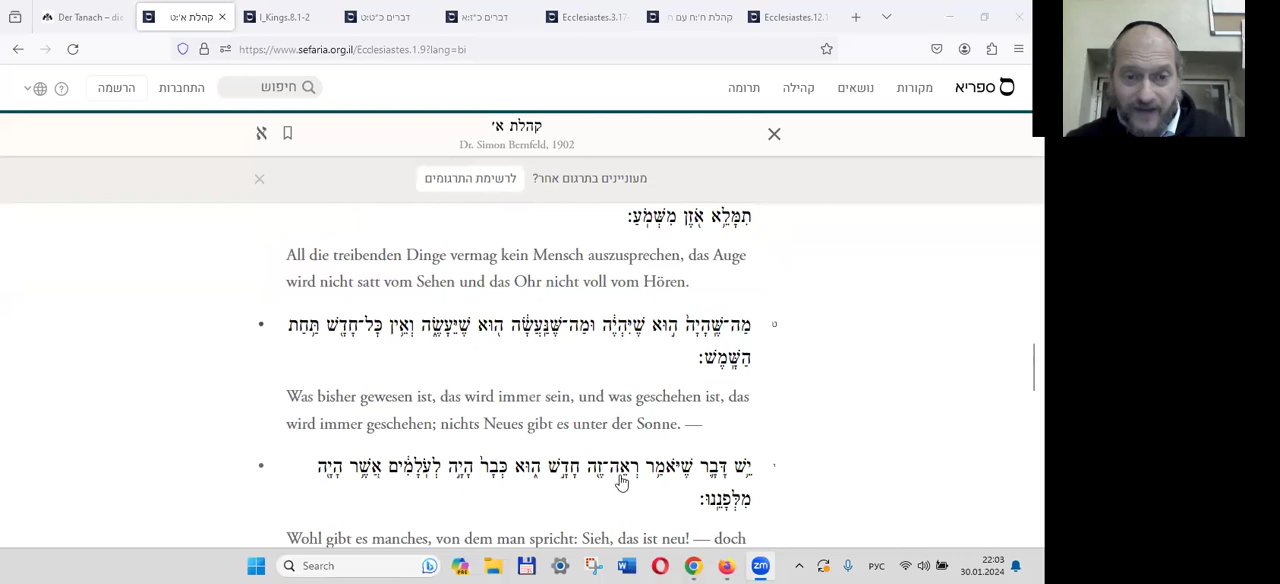 Der Tanach – die
קהלת א׳:ט
I_Kings.8.1-2
דברים כ״ט:ט
דברים כ״ז:א
Ecclesiastes.3.17-
קהלת ח׳:ח עם ר
Ecclesiastes.12.1
https://www.sefaria.org.il/Ecclesiastes.1.9?lang=bi
ספריא
מקורות
נושאים
קהילה
תרומה
חיפוש
התחברות
הרשמה
קהלת א׳
Dr. Simon Bernfeld, 1902
א
מעוניינים בתרגום אחר?
לרשימת התרגומים
תִמָּלֵ֥א אֹ֖זֶן מִשְּׁמֹֽעַ׃
All die treibenden Dinge vermag kein Mensch auszusprechen, das Auge
wird nicht satt vom Sehen und das Ohr nicht voll vom Hören.
ט
מַה־שֶּֽׁהָיָה֙ ה֣וּא שֶׁיִּהְיֶ֔ה וּמַה־שֶּׁנַּֽעֲשָׂ֔ה ה֖וּא שֶׁיֵּעָשֶׂ֑ה וְאֵ֥ין כׇּל־חָדָ֖שׁ תַּ֥חַת
הַשָּֽׁמֶשׁ׃
Was bisher gewesen ist, das wird immer sein, und was geschehen ist, das
wird immer geschehen; nichts Neues gibt es unter der Sonne. —
י
יֵ֥שׁ דָּבָ֛ר שֶׁיֹּאמַ֥ר רְאֵה־זֶ֖ה חָדָ֣שׁ ה֑וּא כְּבָר֙ הָיָ֣ה לְעֹֽלָמִ֔ים אֲשֶׁ֥ר הָיָ֖ה
מִלְּפָנֵֽנוּ׃
Wohl gibt es manches, von dem man spricht: Sieh, das ist neu! — doch
Search
PRE
zm
РУС
22:03
30.01.2024